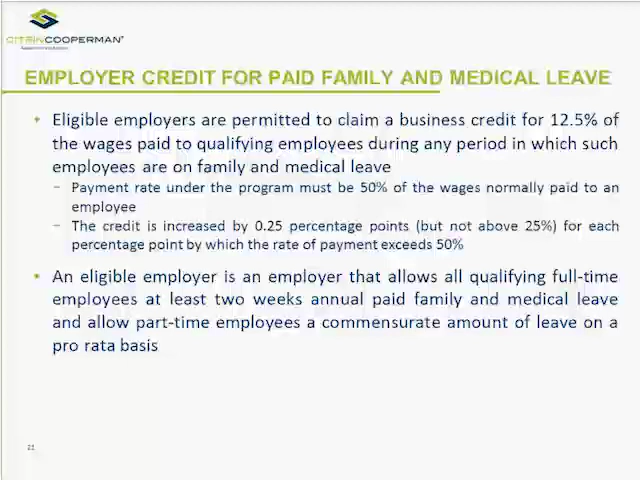 CITRINCOOPERMAN
EMPLOYER CREDIT FOR PAID FAMILY AND MEDICAL LEAVE
• Eligible employers are permitted to claim a business credit for 12.5% of
the wages paid to qualifying employees during any period in which such
employees are on family and medical leave
– Payment rate under the program must be 50% of the wages normally paid to an
employee
– The credit is increased by 0.25 percentage points (but not above 25%) for each
percentage point by which the rate of payment exceeds 50%
• An eligible employer is an employer that allows all qualifying full-time
employees at least two weeks annual paid family and medical leave
and allow part-time employees a commensurate amount of leave on a
pro rata basis